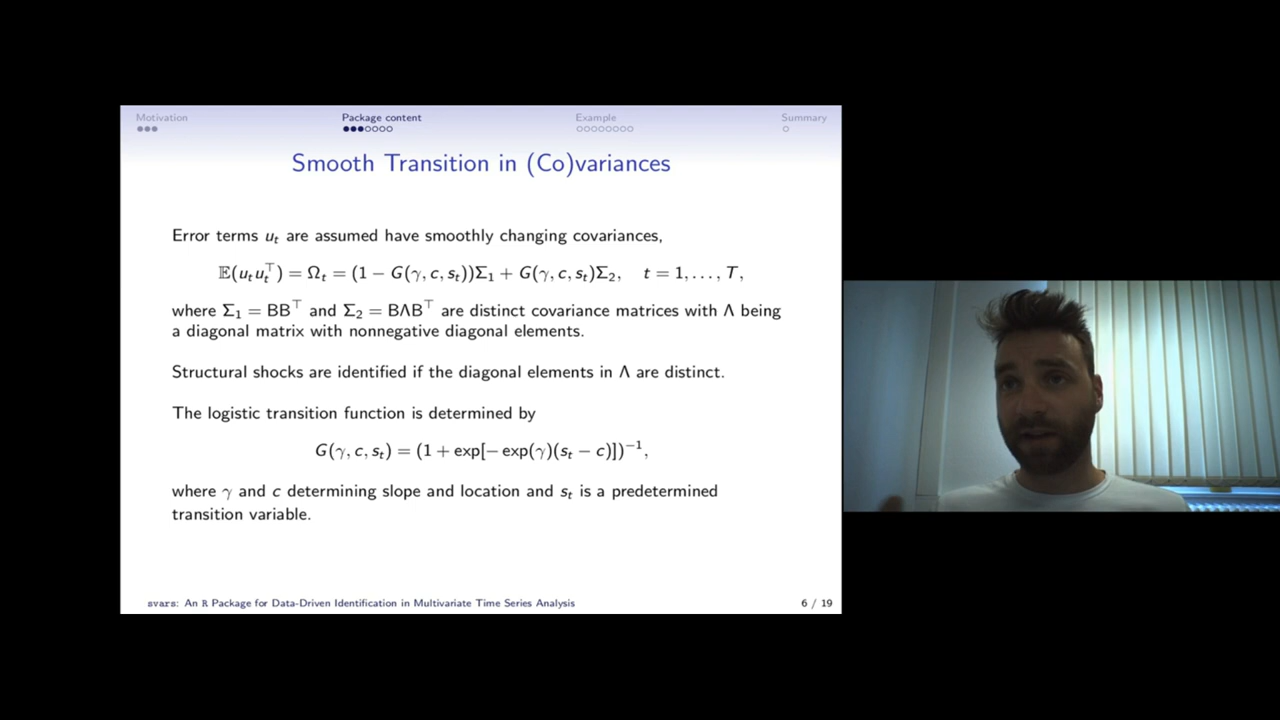 Motivation
Package content
Example
Summary
Smooth Transition in (Co)variances
Error terms uₜ are assumed have smoothly changing covariances,
𝔼(uₜuₜ⊤) = Ωₜ = (1 − G(γ, c, sₜ))Σ₁ + G(γ, c, sₜ)Σ₂, t = 1, . . . , T,
where Σ₁ = BB⊤ and Σ₂ = BΛB⊤ are distinct covariance matrices with Λ being
a diagonal matrix with nonnegative diagonal elements.
Structural shocks are identified if the diagonal elements in Λ are distinct.
The logistic transition function is determined by
G(γ, c, sₜ) = (1 + exp[− exp(γ)(sₜ − c)])⁻¹,
where γ and c determining slope and location and sₜ is a predetermined
transition variable.
svars: An R Package for Data-Driven Identification in Multivariate Time Series Analysis
6 / 19